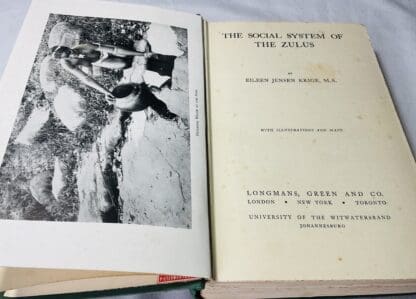 THE SOCIAL SYSTEM OF
THE ZULUS
BY
EILEEN JENSEN KRIGE, M.A.
WITH ILLUSTRATIONS AND MAPS
LONGMANS, GREEN AND CO.
LONDON • NEW YORK • TORONTO
UNIVERSITY OF THE WITWATERSRAND
JOHANNESBURG